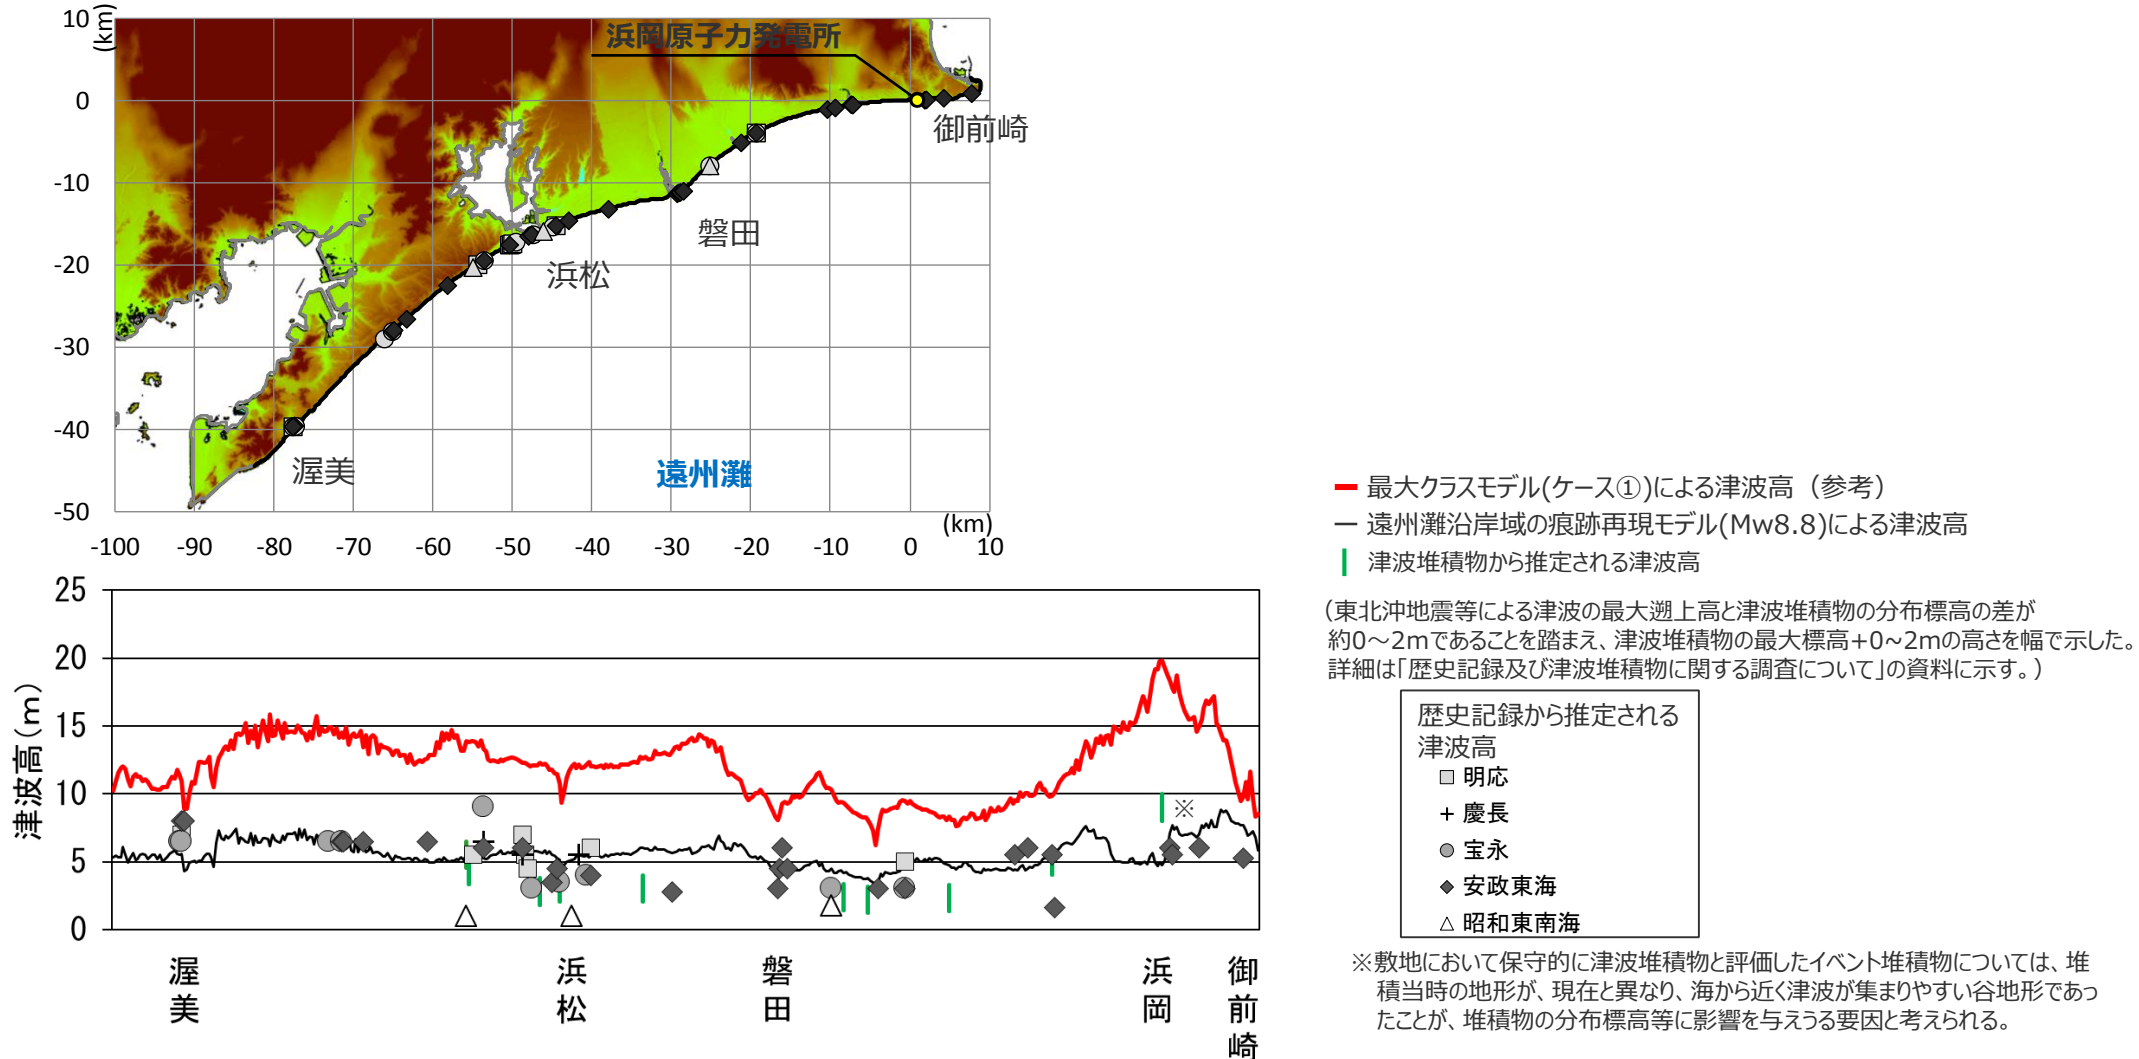 10
(km)
0
-10
-20
-30
-40
-50
-100 -90 -80 -70 -60 -50 -40 -30 -20 -10 0 10
(km)
浜岡原子力発電所
御前崎
磐田
浜松
渥美
遠州灘
津波高(m)
25
20
15
10
5
0
※
渥美
浜松
磐田
浜岡
御前崎
最大クラスモデル(ケース①)による津波高（参考）
遠州灘沿岸域の痕跡再現モデル(Mw8.8)による津波高
津波堆積物から推定される津波高
（東北沖地震等による津波の最大遡上高と津波堆積物の分布標高の差が
約0～2mであることを踏まえ、津波堆積物の最大標高+0~2mの高さを幅で示した。
詳細は「歴史記録及び津波堆積物に関する調査について」の資料に示す。）
歴史記録から推定される
津波高
明応
慶長
宝永
安政東海
昭和東南海
※敷地において保守的に津波堆積物と評価したイベント堆積物については、堆
積当時の地形が、現在と異なり、海から近く津波が集まりやすい谷地形であっ
たことが、堆積物の分布標高等に影響を与えうる要因と考えられる。